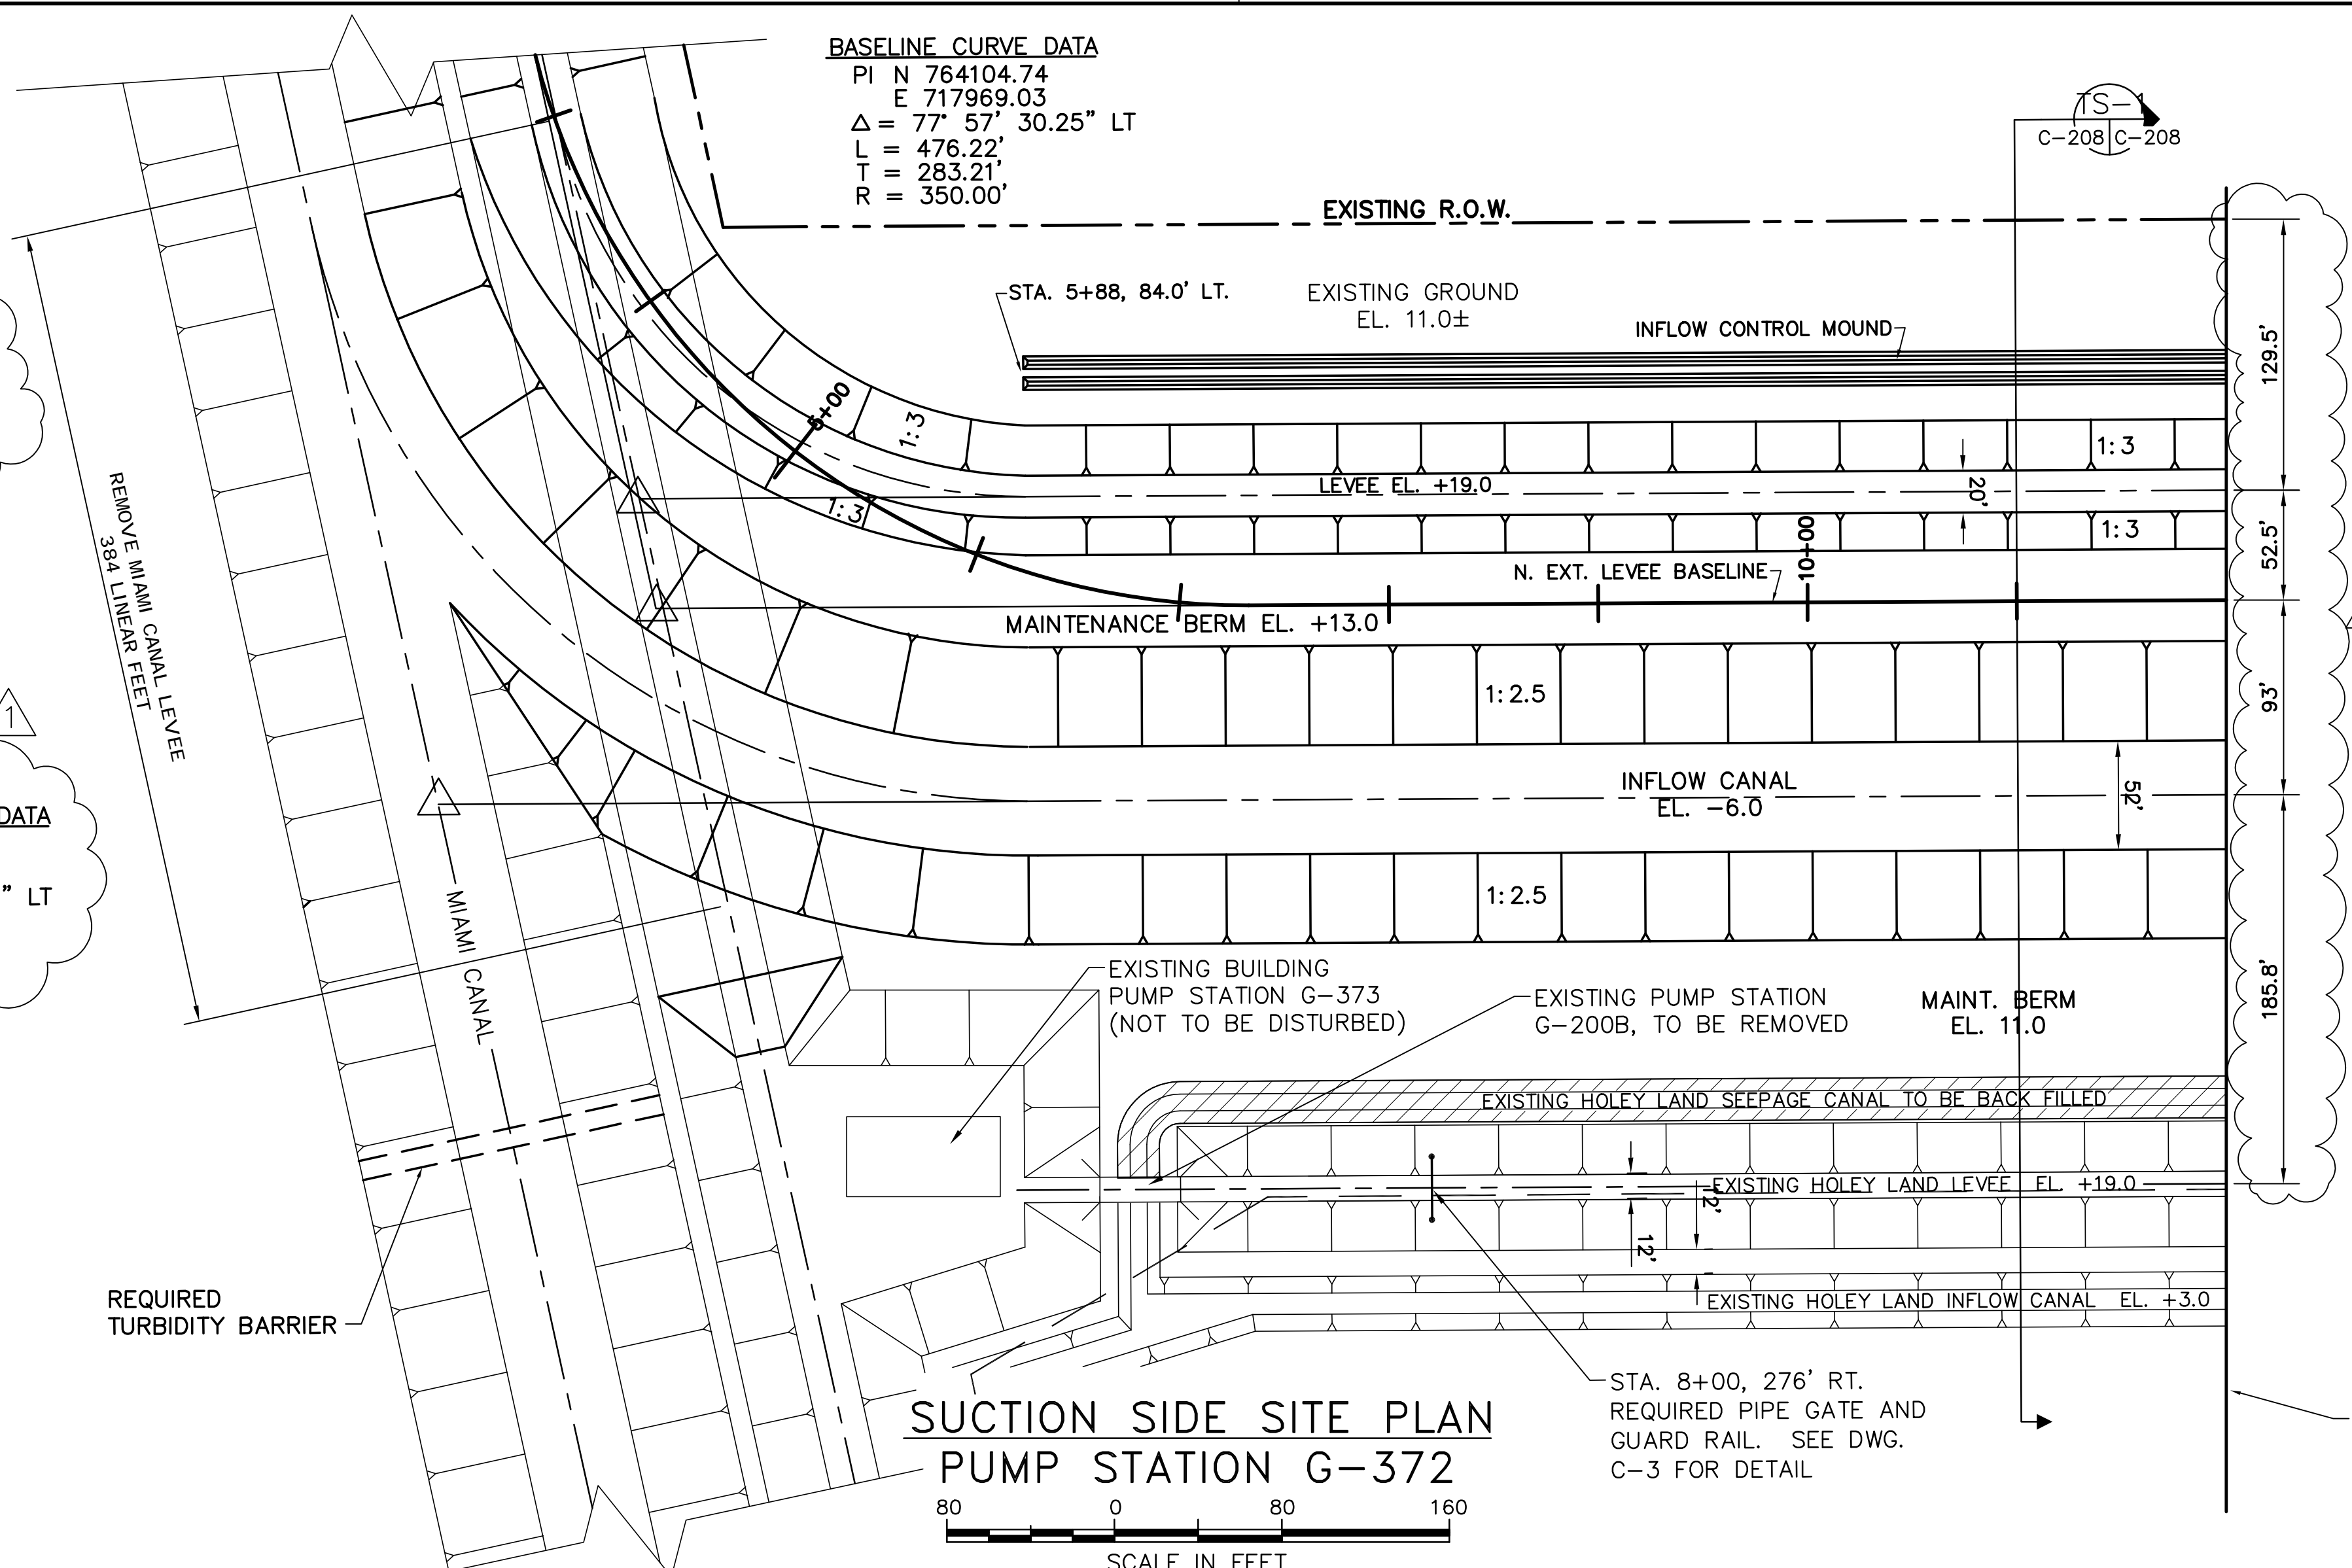 BASELINE CURVE DATA
PI N 764104.74
E 717969.03
Δ = 77° 57' 30.25" LT
L = 476.22'
T = 283.21'
R = 350.00'
TS-1
C-208 C-208
EXISTING R.O.W.
STA. 5+88, 84.0' LT.
EXISTING GROUND
EL. 11.0±
INFLOW CONTROL MOUND
129.5'
5+00
1:3
1:3
1:3
LEVEE EL. +19.0
20'
1:3
52.5'
10+00
N. EXT. LEVEE BASELINE
MAINTENANCE BERM EL. +13.0
REMOVE MIAMI CANAL LEVEE
384 LINEAR FEET
1
1:2.5
93'
INFLOW CANAL
EL. -6.0
52'
DATA
" LT
1:2.5
MIAMI CANAL
EXISTING BUILDING
PUMP STATION G-373
(NOT TO BE DISTURBED)
EXISTING PUMP STATION
G-200B, TO BE REMOVED
MAINT. BERM
EL. 11.0
185.8'
EXISTING HOLEY LAND SEEPAGE CANAL TO BE BACK FILLED
EXISTING HOLEY LAND LEVEE EL. +19.0
12'
12'
EXISTING HOLEY LAND INFLOW CANAL EL. +3.0
REQUIRED
TURBIDITY BARRIER
STA. 8+00, 276' RT.
REQUIRED PIPE GATE AND
GUARD RAIL. SEE DWG.
C-3 FOR DETAIL
SUCTION SIDE SITE PLAN
PUMP STATION G-372
80 0 80 160
SCALE IN FEET